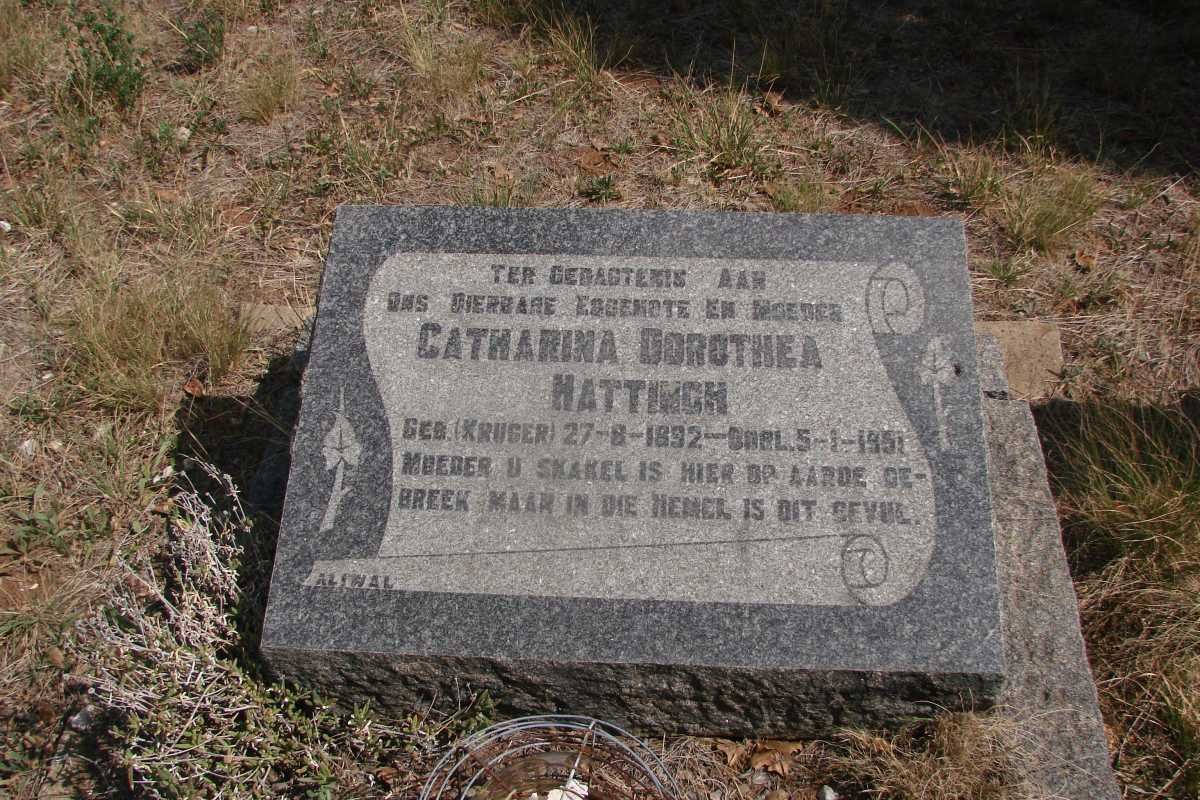 TER GEDAGTENIS AAN
ONS DIERBARE EGGENOTE EN MOEDER
CATHARINA DOROTHEA
HATTINGH
GEB. (KRUGER) 27-8-1892-OORL. 5-1-1951
MOEDER U SKAKEL IS HIER OP AARDE GE-
BREEK MAAR IN DIE HEMEL IS DIT GEVUL.
ALIWAL